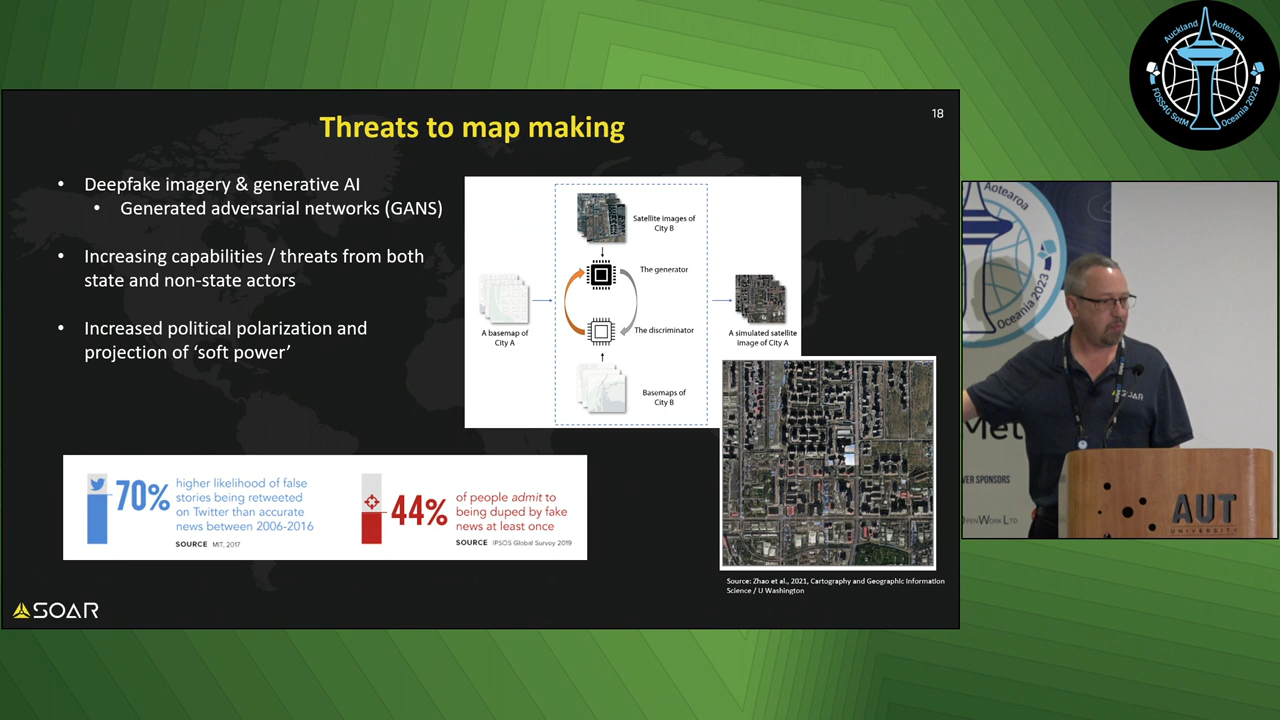 Auckland Aotearoa
FOSS4G SotM Oceania 2023
18
Threats to map making
• Deepfake imagery & generative AI
• Generated adversarial networks (GANS)
• Increasing capabilities / threats from both
state and non-state actors
• Increased political polarization and
projection of ‘soft power’
Satellite images of
City B
The generator
A basemap of
City A
The discriminator
A simulated satellite
image of City A
Basemaps of
City B
70%
higher likelihood of false
stories being retweeted
on Twitter than accurate
news between 2006-2016
SOURCE MIT, 2017
44%
of people admit to
being duped by fake
news at least once
SOURCE IPSOS Global Survey 2019
Source: Zhao et al., 2021, Cartography and Geographic Information
Science / U Washington
SOAR
Aotearoa
Oceania 2023
SOAR
Met
VER SPONSORS
OPENWORK LTD
AUT
UNIVERSITY